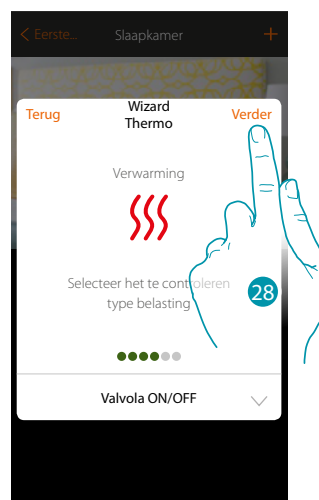 Eerste... Slaapkamer +
Terug Wizard Verder
Thermo
Verwarming
Selecteer het te controleren
type belasting
28
Valvola ON/OFF